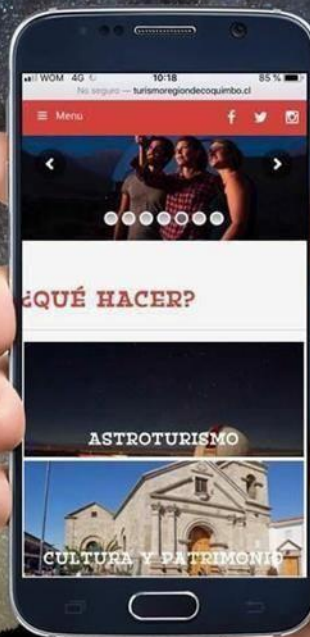 WOM 4G 10:18 85 %
No seguro — turismoregiondecoquimbo.cl
≡ Menu
¿QUÉ HACER?
ASTROTURISMO
CULTURA Y PATRIMONIO